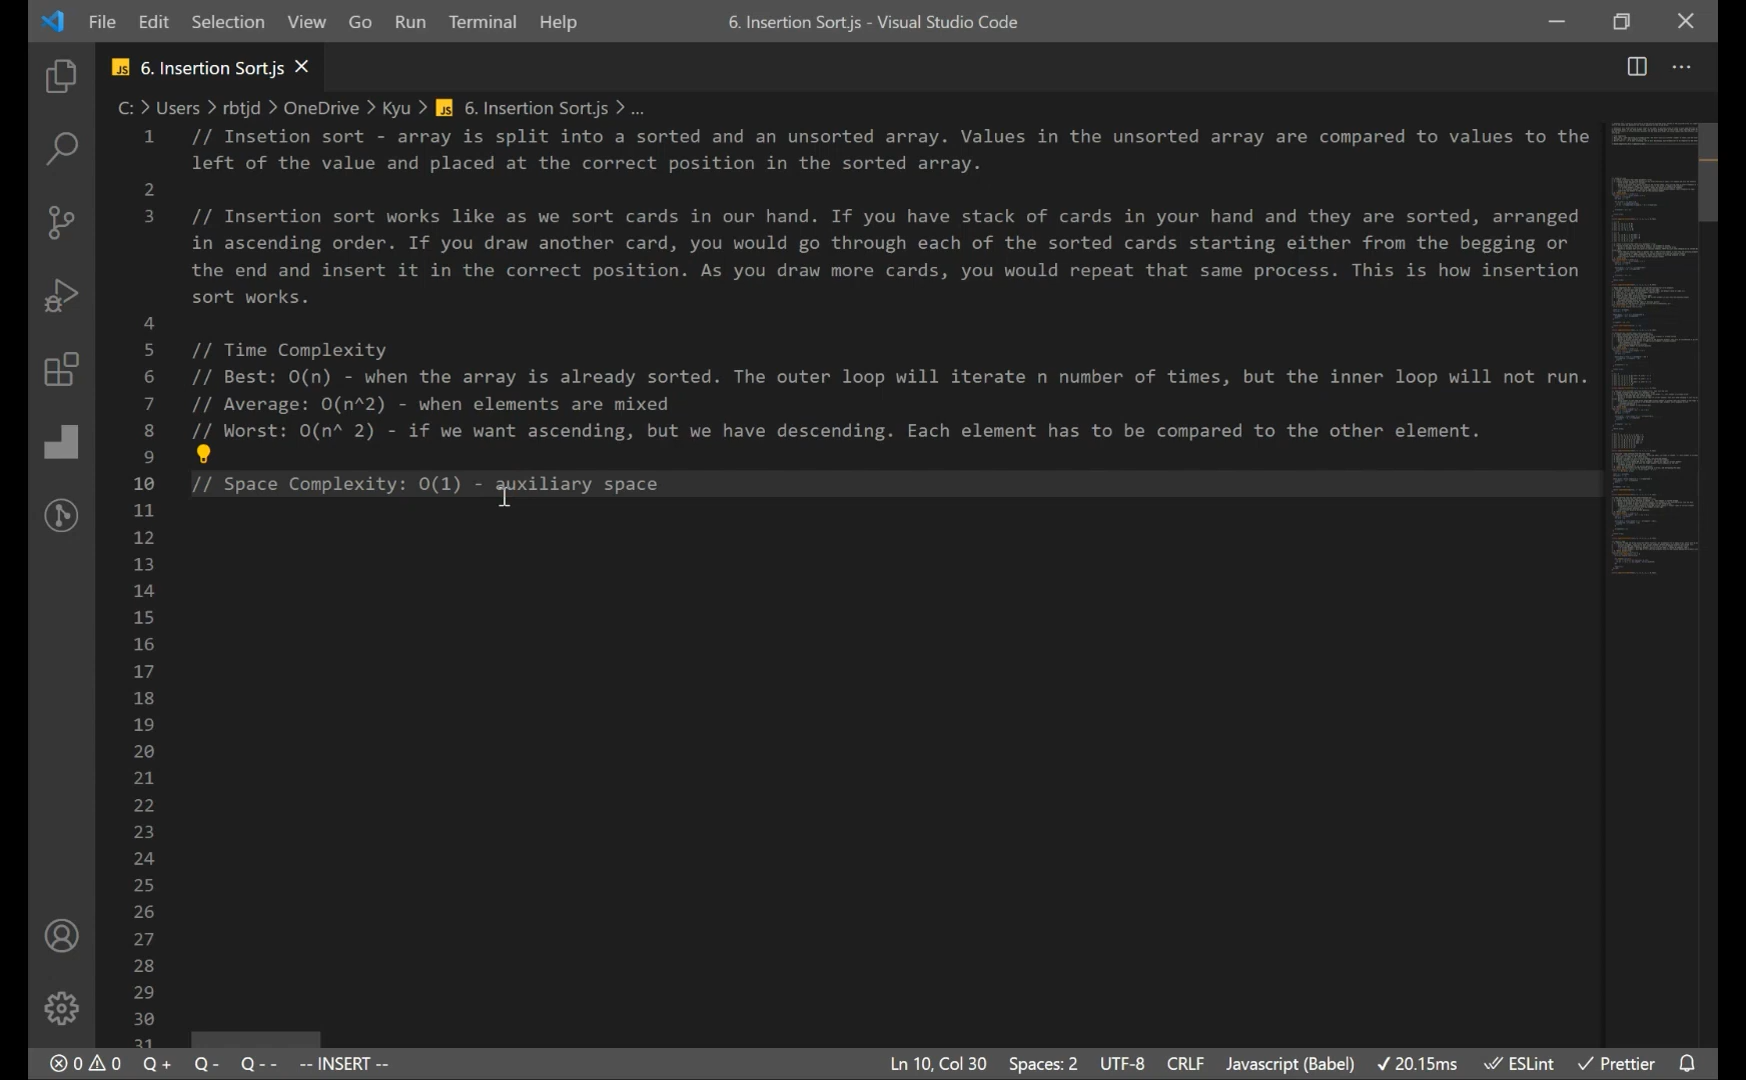 File Edit Selection View Go Run Terminal Help 6. Insertion Sort.js - Visual Studio Code
JS 6. Insertion Sort.js
C: > Users > rbtjd > OneDrive > Kyu > JS 6. Insertion Sort.js > ...
1 // Insetion sort - array is split into a sorted and an unsorted array. Values in the unsorted array are compared to values to the
left of the value and placed at the correct position in the sorted array.
2
3 // Insertion sort works like as we sort cards in our hand. If you have stack of cards in your hand and they are sorted, arranged
in ascending order. If you draw another card, you would go through each of the sorted cards starting either from the begging or
the end and insert it in the correct position. As you draw more cards, you would repeat that same process. This is how insertion
sort works.
4
5 // Time Complexity
6 // Best: O(n) - when the array is already sorted. The outer loop will iterate n number of times, but the inner loop will not run.
7 // Average: O(n^2) - when elements are mixed
8 // Worst: O(n^ 2) - if we want ascending, but we have descending. Each element has to be compared to the other element.
9
10 // Space Complexity: O(1) - auxiliary space
11
12
13
14
15
16
17
18
19
20
21
22
23
24
25
26
27
28
29
30
31
0 0 Q + Q - Q - - -- INSERT -- Ln 10, Col 30 Spaces: 2 UTF-8 CRLF Javascript (Babel) ✓ 20.15ms ESLint ✓ Prettier